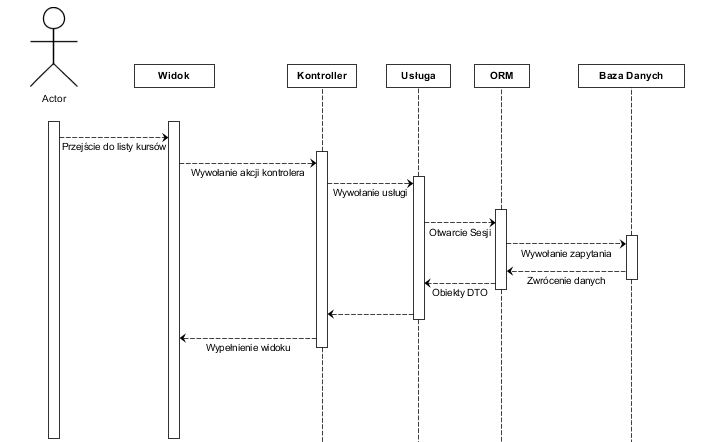 Widok
Kontroller
Usługa
ORM
Baza Danych
Actor
Przejście do listy kursów
Wywołanie akcji kontrolera
Wywołanie usługi
Otwarcie Sesji
Wywołanie zapytania
Zwrócenie danych
Obiekty DTO
Wypełnienie widoku